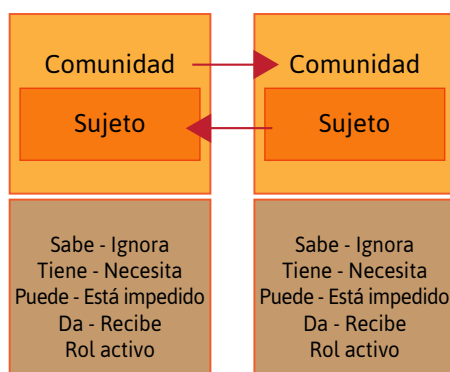 Comunidad
Sujeto
Sabe - Ignora
Tiene - Necesita
Puede - Está impedido
Da - Recibe
Rol activo
Comunidad
Sujeto
Sabe - Ignora
Tiene - Necesita
Puede - Está impedido
Da - Recibe
Rol activo